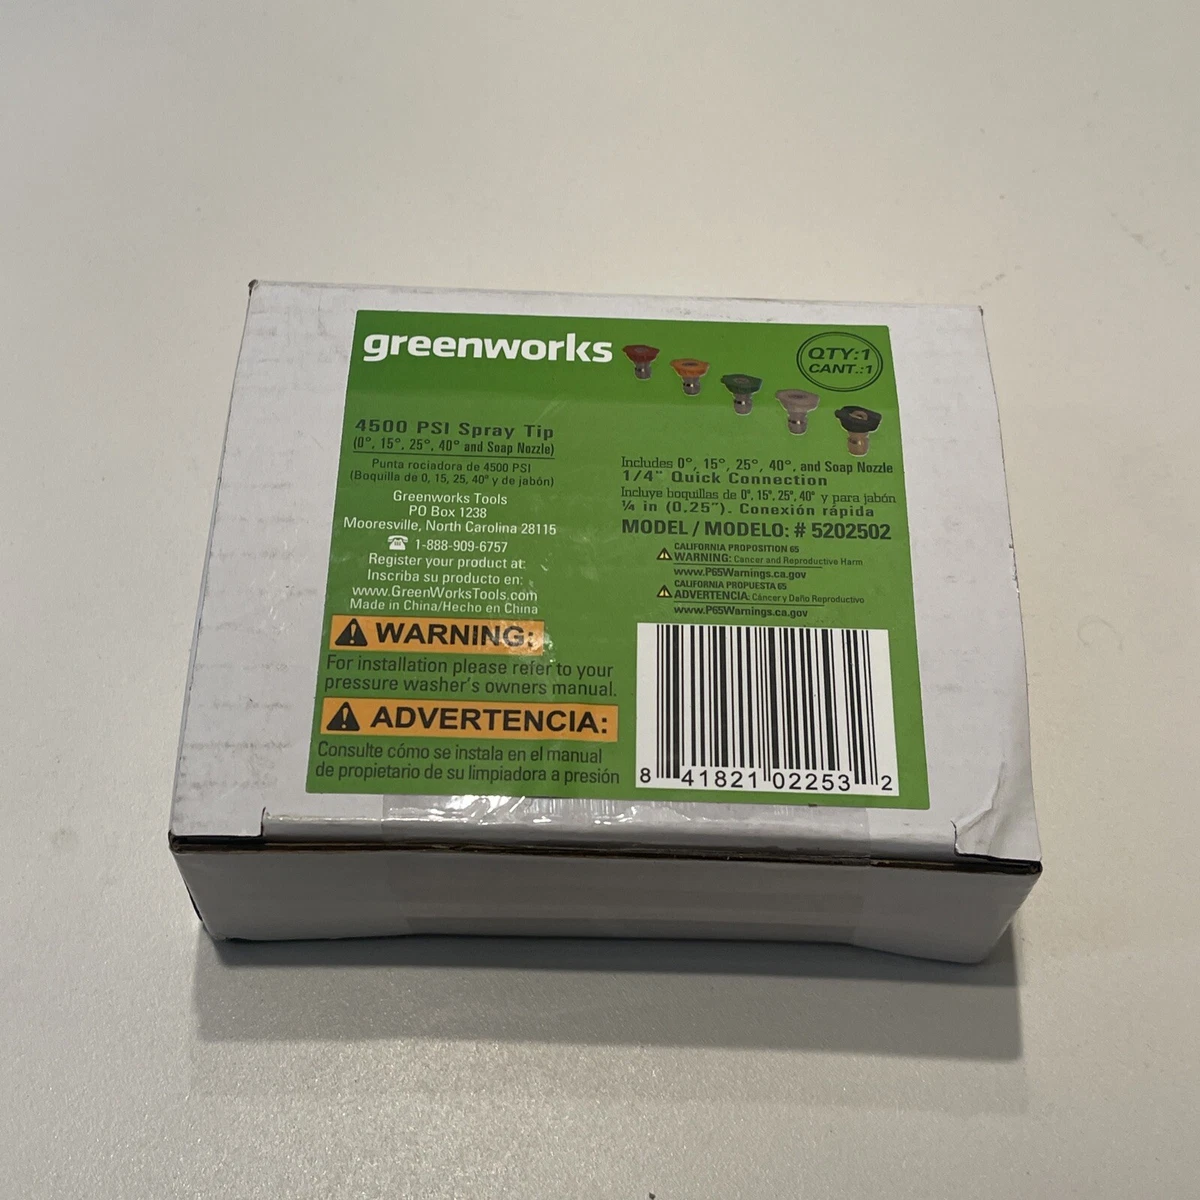 greenworks
QTY:1
CANT.:1
4500 PSI Spray Tip
(0°, 15°, 25°, 40° and Soap Nozzle)
Punta rociadora de 4500 PSI
(Boquilla de 0, 15, 25, 40° y de jabón)
Greenworks Tools
PO Box 1238
Mooresville, North Carolina 28115
☎ 1-888-909-6757
Register your product at:
Inscriba su producto en:
www.GreenWorksTools.com
Made in China/Hecho en China
WARNING:
For installation please refer to your
pressure washer's owners manual.
ADVERTENCIA:
Consulte cómo se instala en el manual
de propietario de su limpiadora a presión
Includes 0°, 15°, 25°, 40°, and Soap Nozzle
1/4" Quick Connection
Incluye boquillas de 0°, 15°, 25°, 40° y para jabón
¼ in (0.25"). Conexión rápida
MODEL / MODELO: # 5202502
CALIFORNIA PROPOSITION 65
WARNING: Cancer and Reproductive Harm
www.P65Warnings.ca.gov
CALIFORNIA PROPUESTA 65
ADVERTENCIA: Cáncer y Daño Reproductivo
www.P65Warnings.ca.gov
8 41821 02253 2